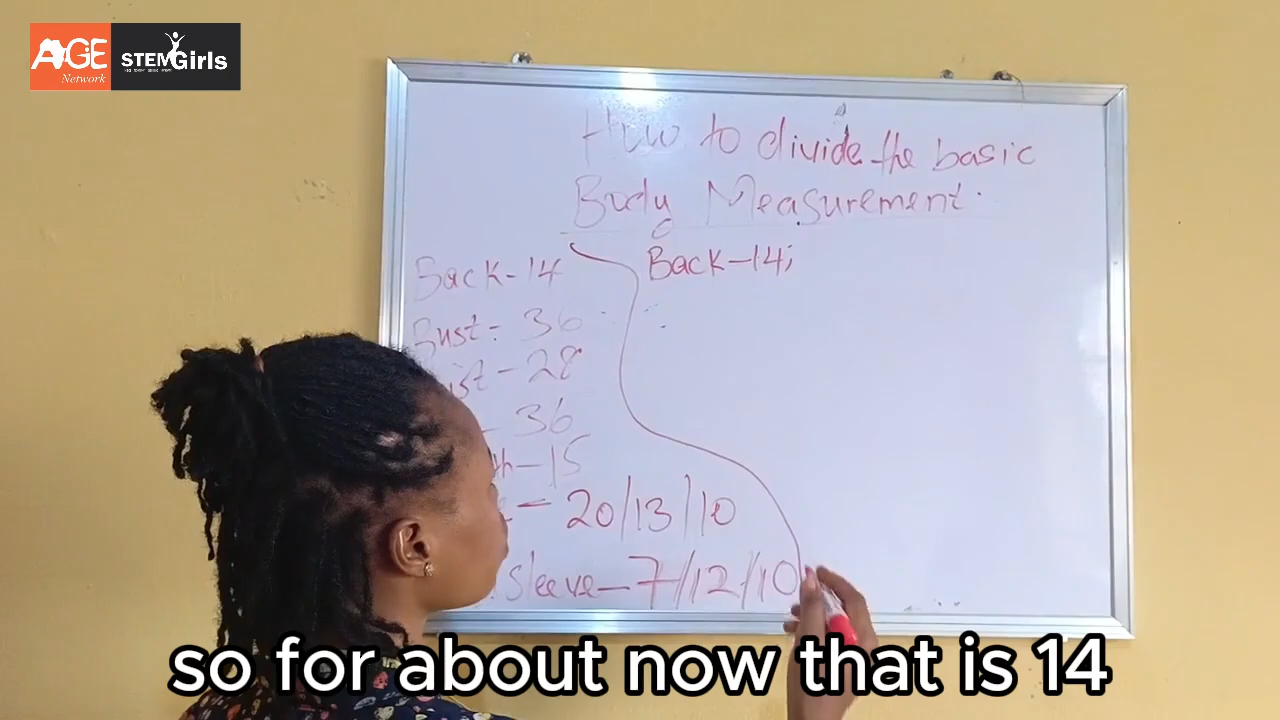 AGE
Network
STEMGirls
How to divide the basic
Body Measurement.
Back-14
Bust- 36
ist-28
- 36
th-15
e- 20/13/10
Sleeve-7/12/10
Back-14;
so for about now that is 14